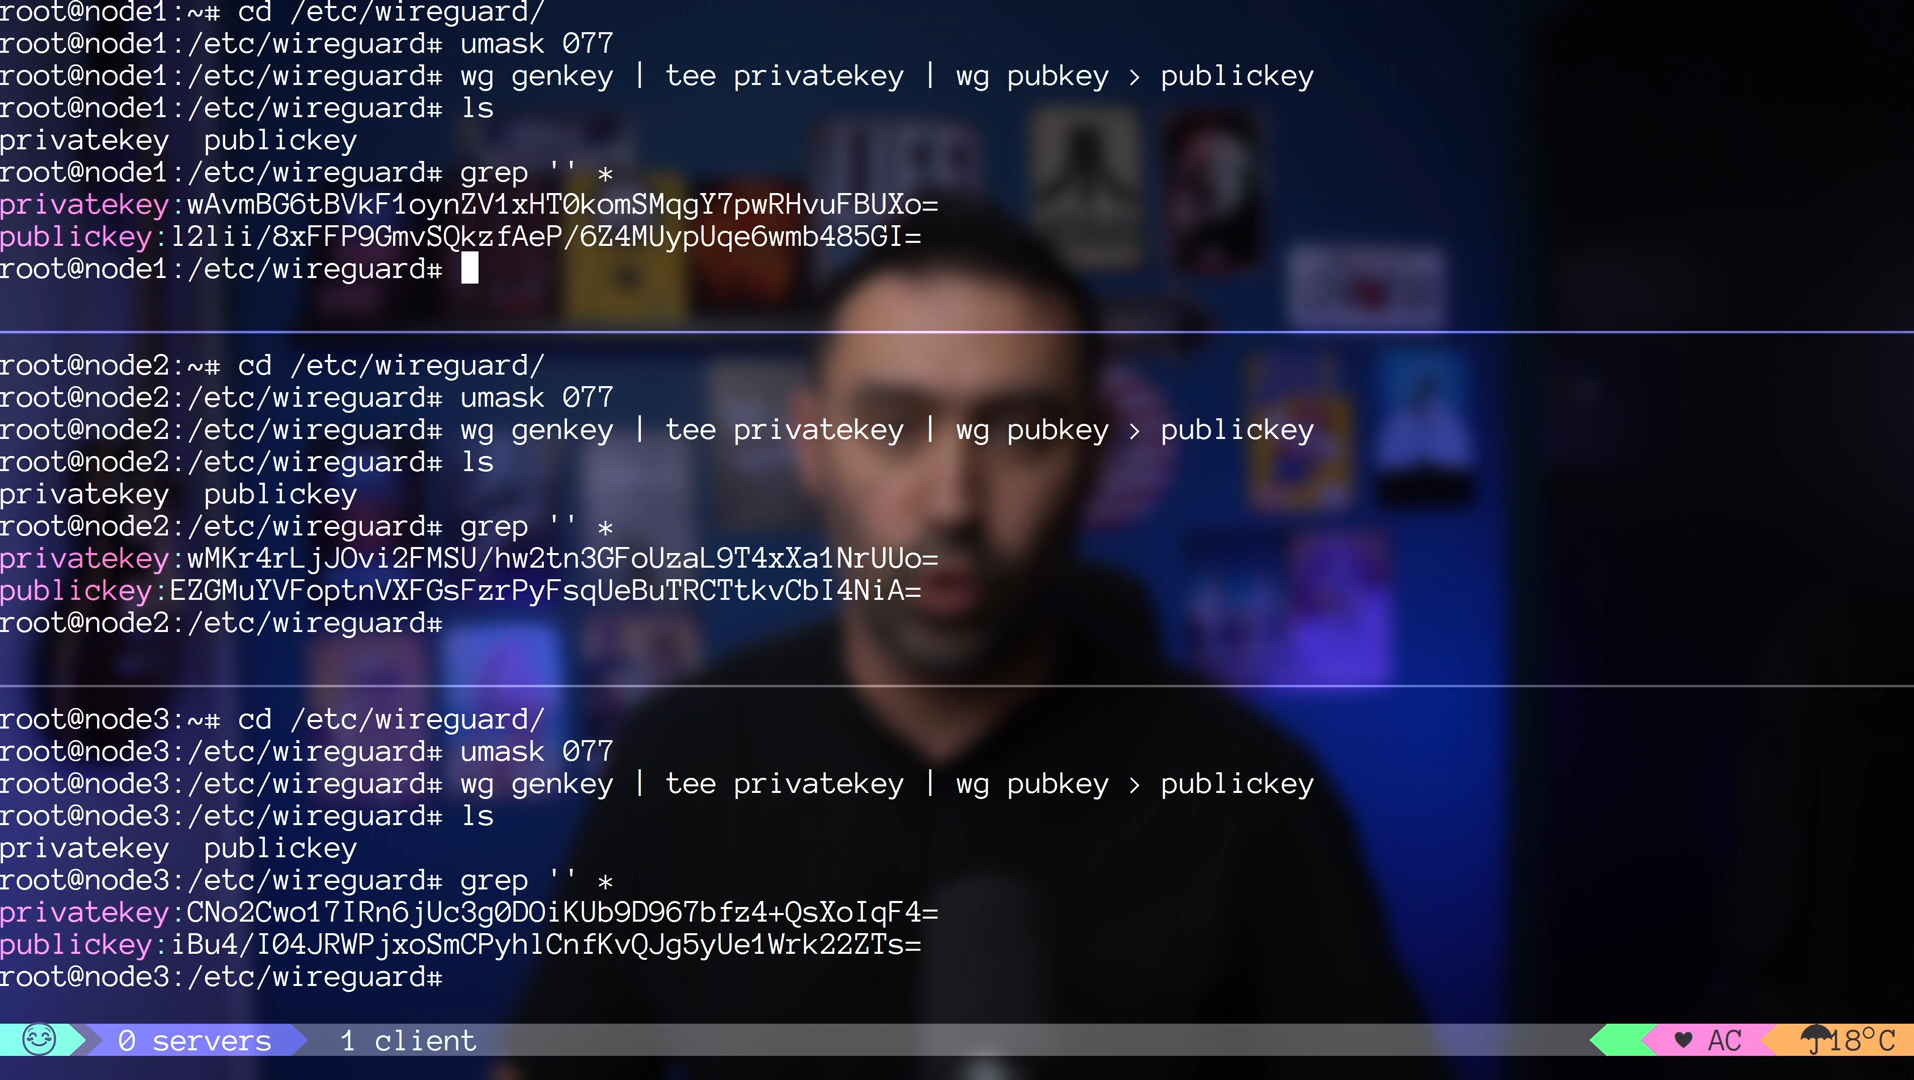 root@node1:~# cd /etc/wireguard/
root@node1:/etc/wireguard# umask 077
root@node1:/etc/wireguard# wg genkey | tee privatekey | wg pubkey > publickey
root@node1:/etc/wireguard# ls
privatekey  publickey
root@node1:/etc/wireguard# grep '' *
privatekey:wAvmBG6tBVkF1oynZV1xHT0komSMqgY7pwRHvuFBUXo=
publickey:l2lii/8xFFP9GmvSQkzfAeP/6Z4MUypUqe6wmb485GI=
root@node1:/etc/wireguard#
root@node2:~# cd /etc/wireguard/
root@node2:/etc/wireguard# umask 077
root@node2:/etc/wireguard# wg genkey | tee privatekey | wg pubkey > publickey
root@node2:/etc/wireguard# ls
privatekey  publickey
root@node2:/etc/wireguard# grep '' *
privatekey:wMKr4rLjJOvi2FMSU/hw2tn3GFoUzaL9T4xXa1NrUUo=
publickey:EZGMuYVFoptnVXFGsFzrPyFsqUeBuTRCTtkvCbI4NiA=
root@node2:/etc/wireguard#
root@node3:~# cd /etc/wireguard/
root@node3:/etc/wireguard# umask 077
root@node3:/etc/wireguard# wg genkey | tee privatekey | wg pubkey > publickey
root@node3:/etc/wireguard# ls
privatekey  publickey
root@node3:/etc/wireguard# grep '' *
privatekey:CNo2Cwo17IRn6jUc3g0DOiKUb9D967bfz4+QsXoIqF4=
publickey:iBu4/I04JRWPjxoSmCPyhlCnfKvQJg5yUe1Wrk22ZTs=
root@node3:/etc/wireguard#
0 servers 1 client ♥ AC ☂18°C